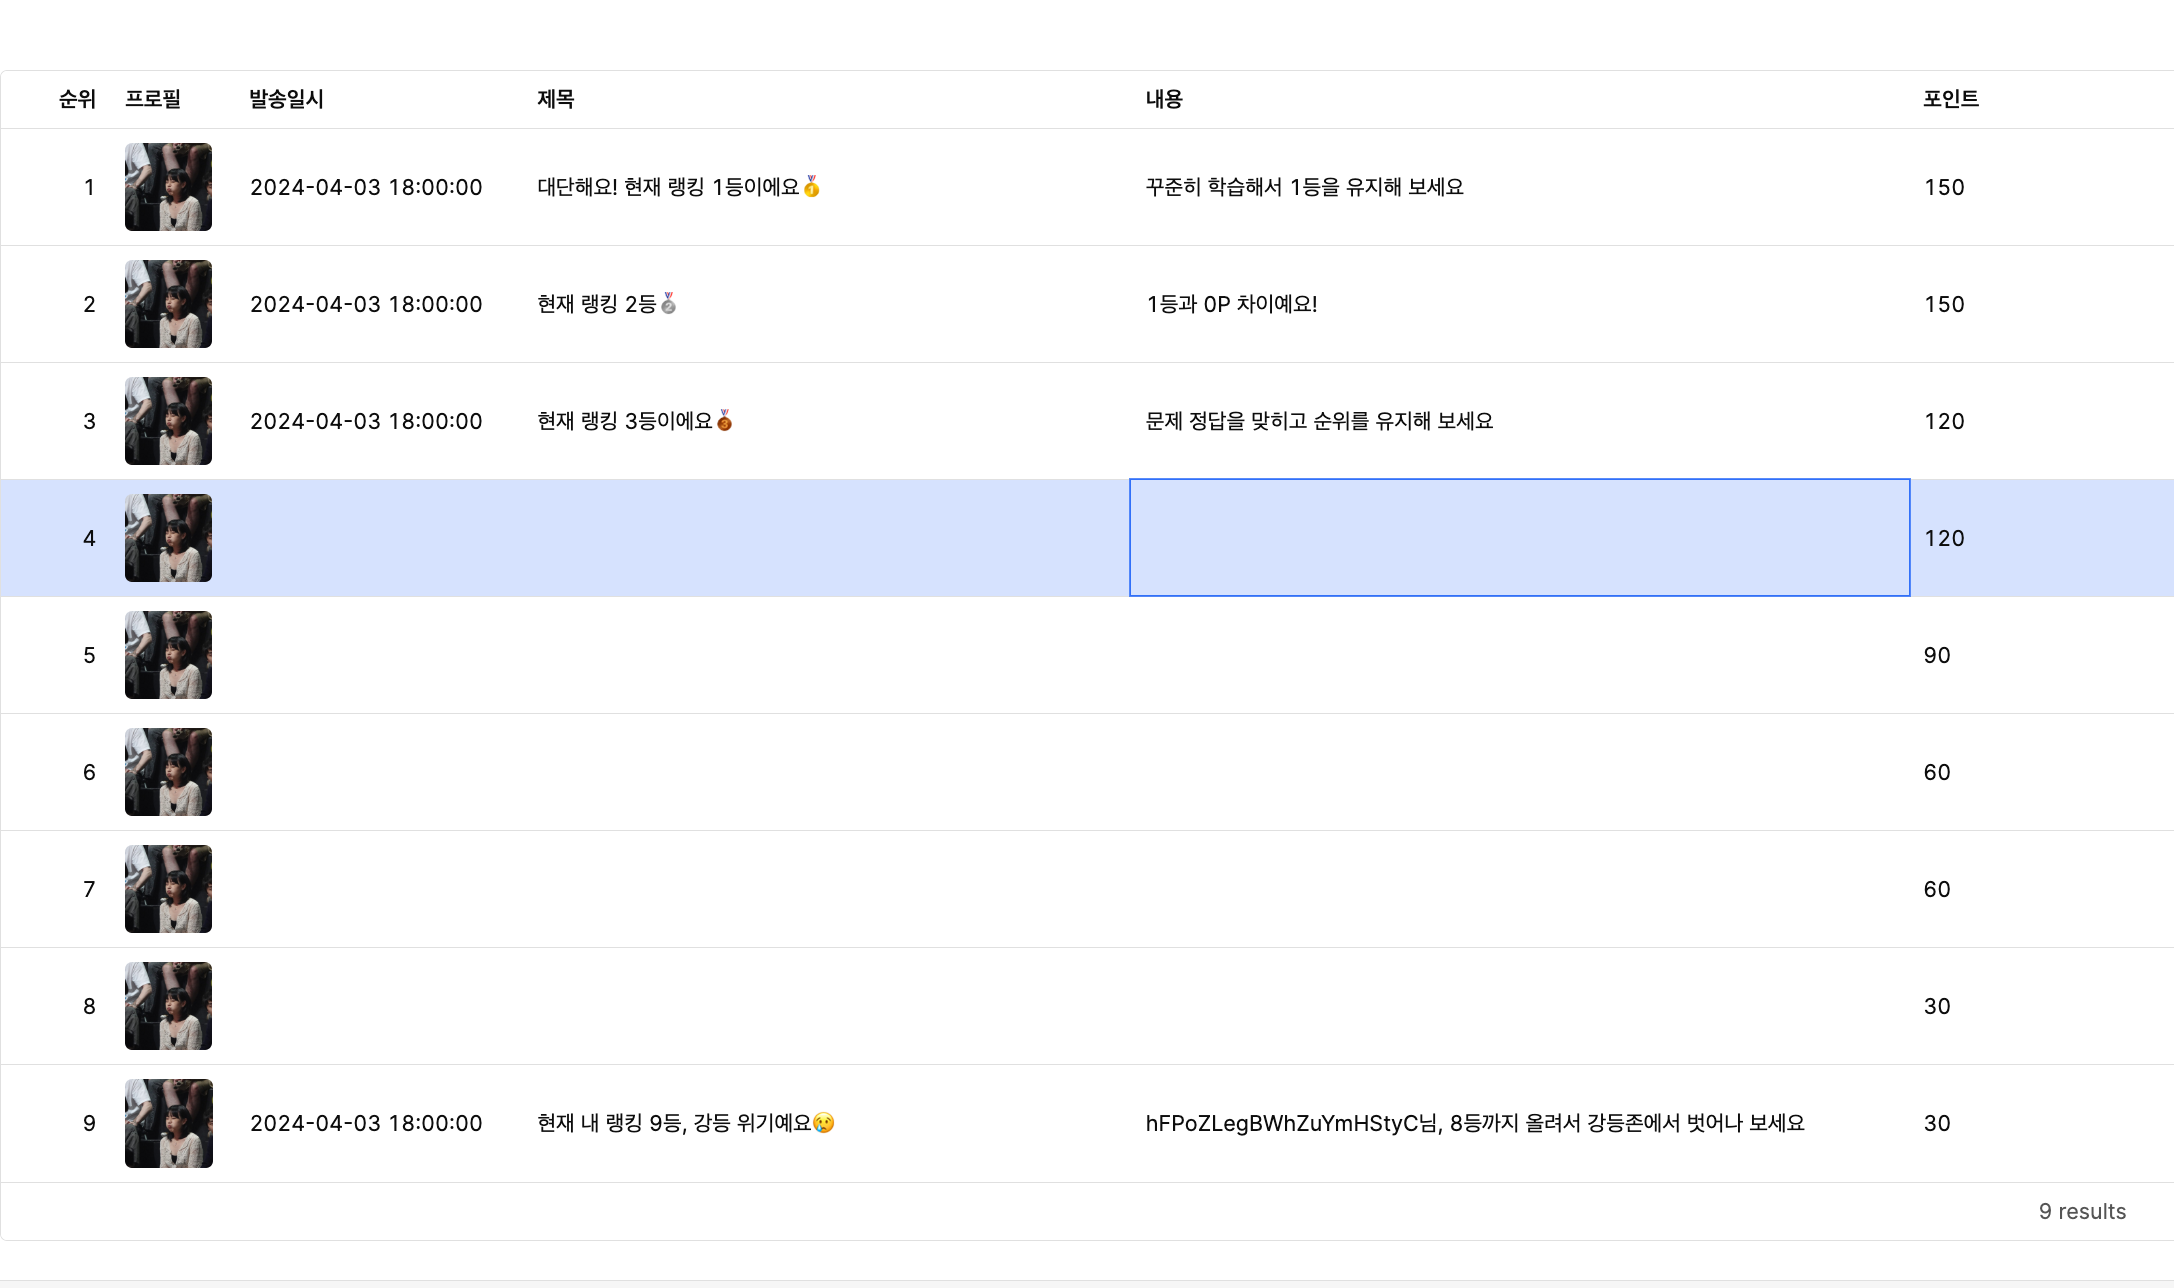 순위 프로필 발송일시 제목 내용 포인트
1 2024-04-03 18:00:00 대단해요! 현재 랭킹 1등이에요🥇 꾸준히 학습해서 1등을 유지해 보세요 150
2 2024-04-03 18:00:00 현재 랭킹 2등🥈 1등과 0P 차이예요! 150
3 2024-04-03 18:00:00 현재 랭킹 3등이에요🥉 문제 정답을 맞히고 순위를 유지해 보세요 120
4 120
5 90
6 60
7 60
8 30
9 2024-04-03 18:00:00 현재 내 랭킹 9등, 강등 위기예요😢 hFPoZLegBWhZuYmHStyC님, 8등까지 올려서 강등존에서 벗어나 보세요 30
9 results